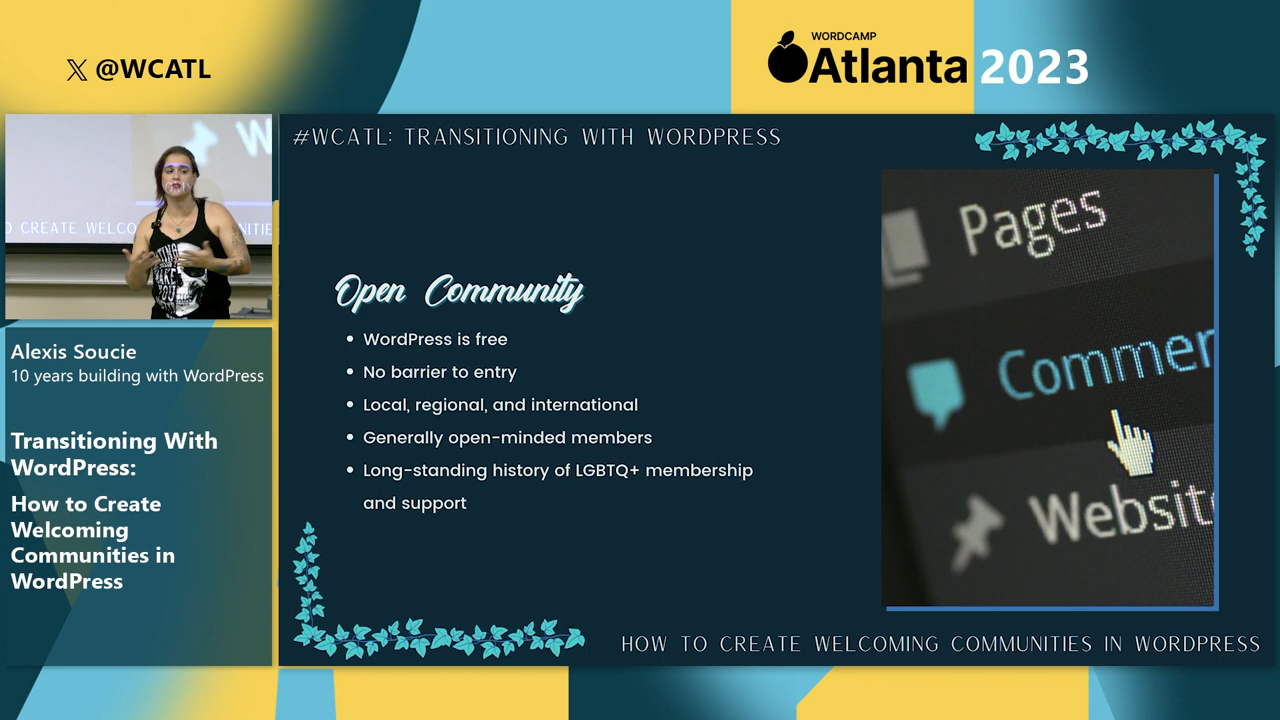 𝕏 @WCATL
WORDCAMP
Atlanta 2023
#WCATL: TRANSITIONING WITH WORDPRESS
Open Community
• WordPress is free
• No barrier to entry
• Local, regional, and international
• Generally open-minded members
• Long-standing history of LGBTQ+ membership
and support
Pages
Websit
HOW TO CREATE WELCOMING COMMUNITIES IN WORDPRESS
Alexis Soucie
10 years building with WordPress
Transitioning With
WordPress:
How to Create
Welcoming
Communities in
WordPress